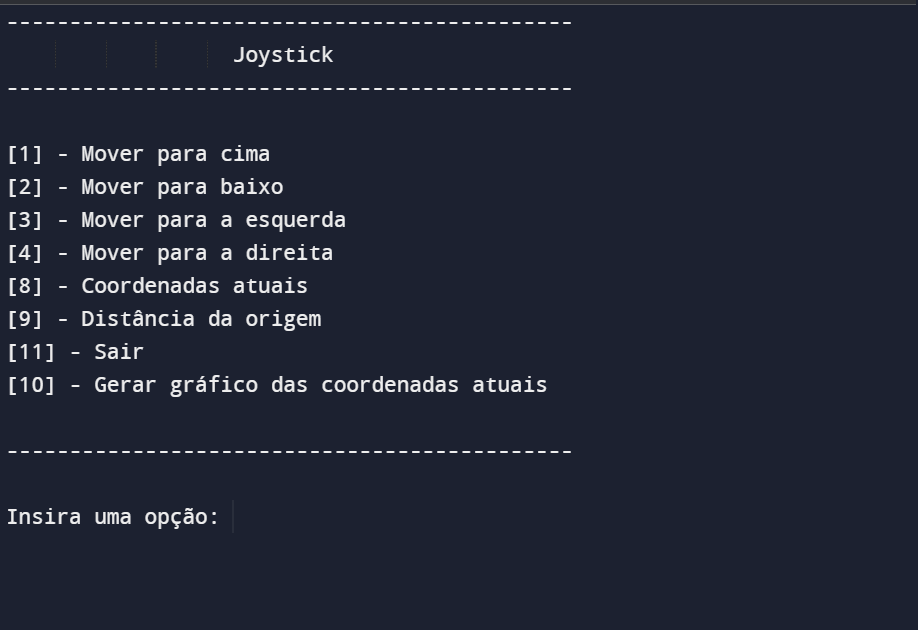 ---------------------------------------------
Joystick
---------------------------------------------
[1] - Mover para cima
[2] - Mover para baixo
[3] - Mover para a esquerda
[4] - Mover para a direita
[8] - Coordenadas atuais
[9] - Distância da origem
[11] - Sair
[10] - Gerar gráfico das coordenadas atuais
---------------------------------------------
Insira uma opção: